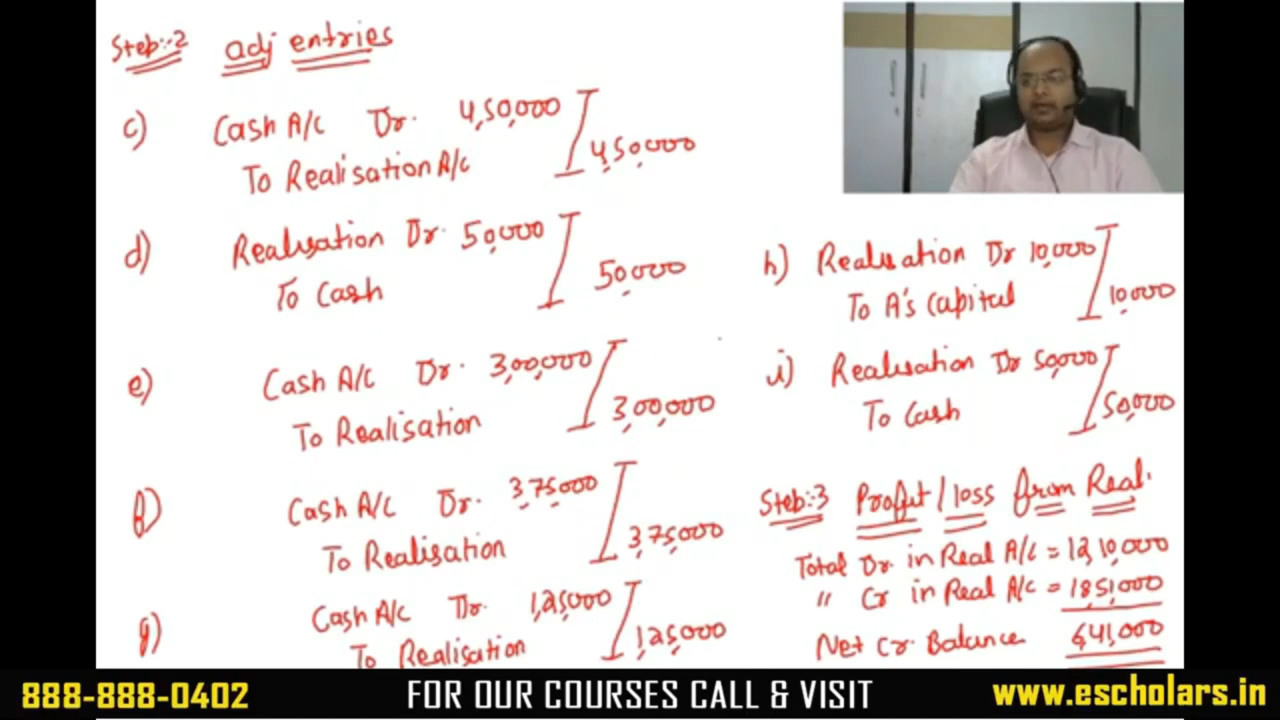 Step:-2 adj entries
c) Cash A/C Dr. 4,50,000
To Realisation A/c 4,50,000
d) Realisation Dr. 50,000
To Cash 50,000
e) Cash A/C Dr. 3,00,000
To Realisation 3,00,000
f) Cash A/C Dr. 3,75,000
To Realisation 3,75,000
g) Cash A/C Dr. 1,25,000
To Realisation 1,25,000
h) Realisation Dr 10,000
To A's Capital 10,000
i) Realisation Dr 50,000
To Cash 50,000
Step:-3 Profit/loss from Real.
Total Dr. in Real A/C = 12,10,000
" Cr in Real A/C = 18,51,000
Net Cr. Balance 6,41,000
888-888-0402 FOR OUR COURSES CALL & VISIT www.escholars.in